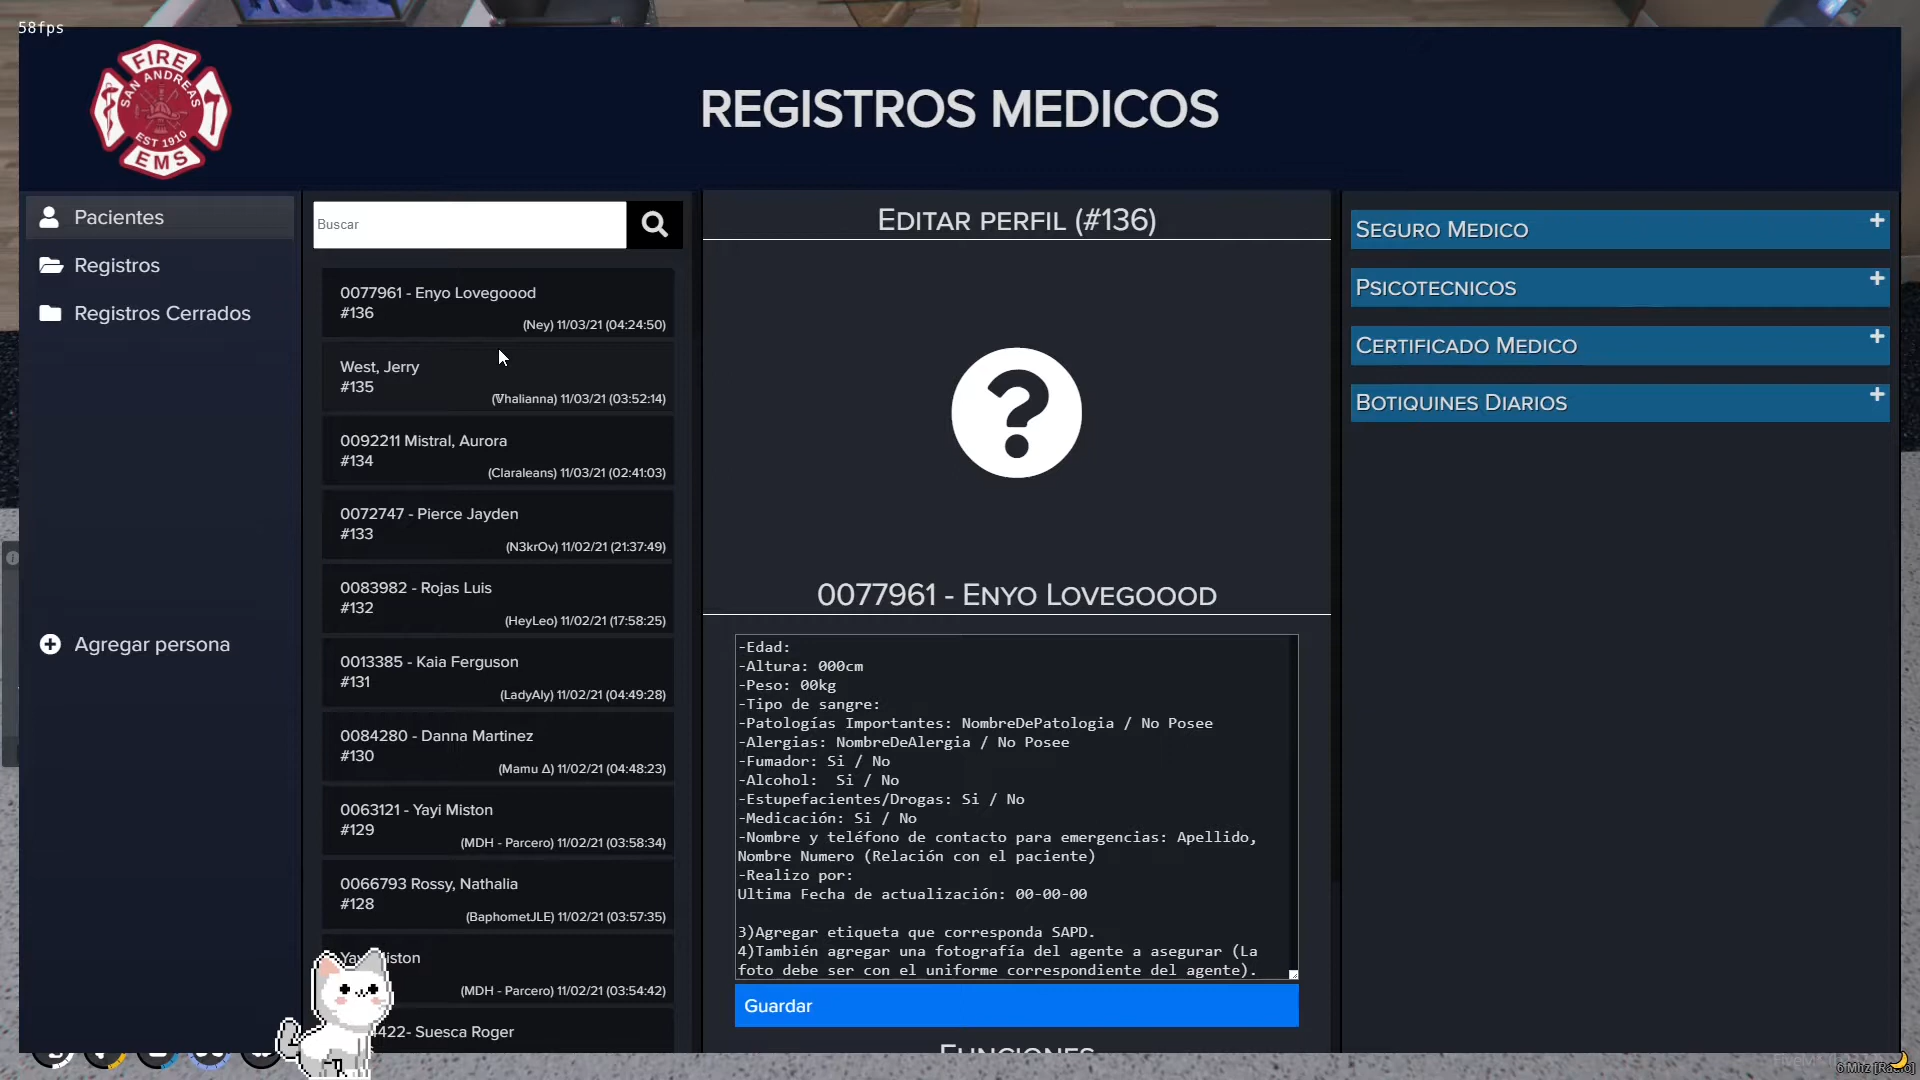 58fps
FIRE
SAN ANDREAS
EST 1910
EMS
REGISTROS MEDICOS
Pacientes
Registros
Registros Cerrados
Agregar persona
Buscar
0077961 - Enyo Lovegoood
#136
(Ney) 11/03/21 (04:24:50)
West, Jerry
#135
(Vhalianna) 11/03/21 (03:52:14)
0092211 Mistral, Aurora
#134
(Claraleans) 11/03/21 (02:41:03)
0072747 - Pierce Jayden
#133
(N3krOv) 11/02/21 (21:37:49)
0083982 - Rojas Luis
#132
(HeyLeo) 11/02/21 (17:58:25)
0013385 - Kaia Ferguson
#131
(LadyAly) 11/02/21 (04:49:28)
0084280 - Danna Martinez
#130
(Mamu Δ) 11/02/21 (04:48:23)
0063121 - Yayi Miston
#129
(MDH - Parcero) 11/02/21 (03:58:34)
0066793 Rossy, Nathalia
#128
(BaphometJLE) 11/02/21 (03:57:35)
(MDH - Parcero) 11/02/21 (03:54:42)
Suesca Roger
Editar perfil (#136)
0077961 - Enyo Lovegoood
-Edad:
-Altura: 000cm
-Peso: 00kg
-Tipo de sangre:
-Patologías Importantes: NombreDePatologia / No Posee
-Alergias: NombreDeAlergia / No Posee
-Fumador: Si / No
-Alcohol:  Si / No
-Estupefacientes/Drogas: Si / No
-Medicación: Si / No
-Nombre y teléfono de contacto para emergencias: Apellido,
Nombre Numero (Relación con el paciente)
-Realizo por:
Ultima Fecha de actualización: 00-00-00
3)Agregar etiqueta que corresponda SAPD.
4)También agregar una fotografía del agente a asegurar (La
foto debe ser con el uniforme correspondiente del agente).
Guardar
Funciones
Seguro Medico
Psicotecnicos
Certificado Medico
Botiquines Diarios
6 Mhz [Radio]